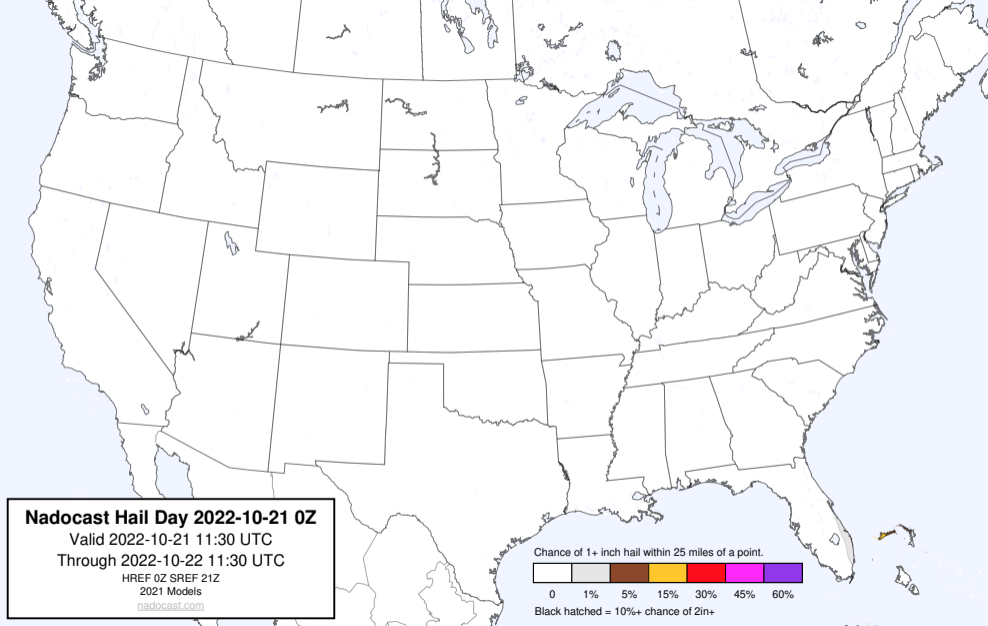 Nadocast Hail Day 2022-10-21 0Z
Valid 2022-10-21 11:30 UTC
Through 2022-10-22 11:30 UTC
HREF 0Z SREF 21Z
2021 Models
nadocast.com
Chance of 1+ inch hail within 25 miles of a point.
0 1% 5% 15% 30% 45% 60%
Black hatched = 10%+ chance of 2in+